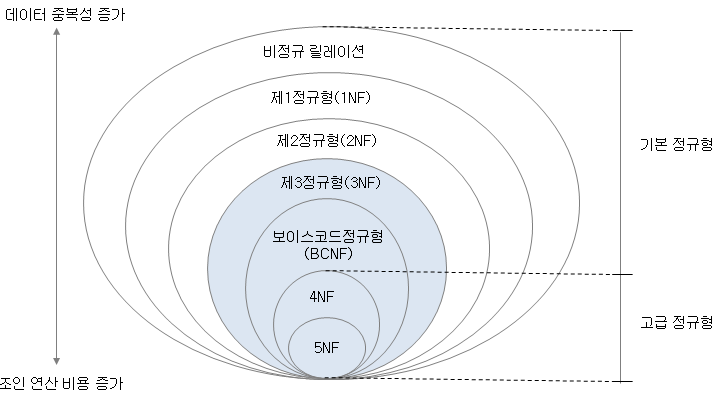 데이터 중복성 증가
비정규 릴레이션
제1정규형(1NF)
제2정규형(2NF)
기본 정규형
제3정규형(3NF)
보이스코드정규형
(BCNF)
4NF
고급 정규형
5NF
조인 연산 비용 증가